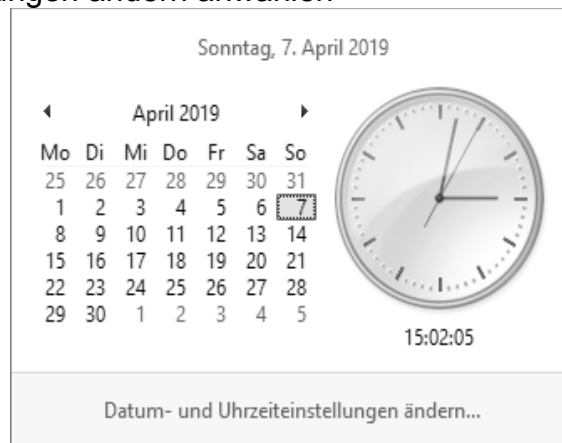 ungen ändern anwählen
Sonntag, 7. April 2019
April 2019
Mo Di Mi Do Fr Sa So
25 26 27 28 29 30 31
1 2 3 4 5 6 7
8 9 10 11 12 13 14
15 16 17 18 19 20 21
22 23 24 25 26 27 28
29 30 1 2 3 4 5
15:02:05
Datum- und Uhrzeiteinstellungen ändern...